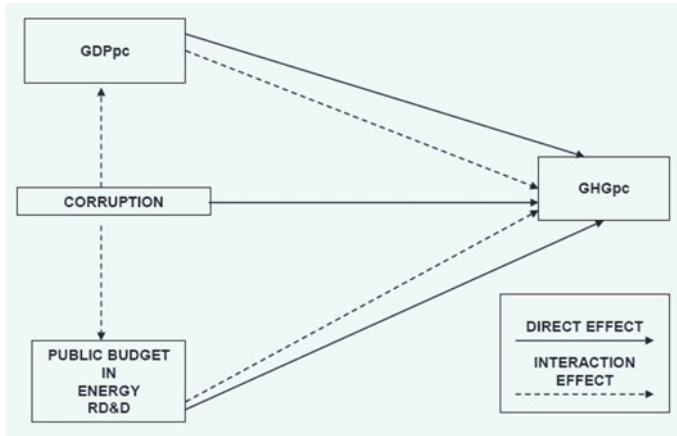 GDPpc
CORRUPTION
GHGpc
PUBLIC BUDGET
IN
ENERGY
RD&D
DIRECT EFFECT
INTERACTION
EFFECT